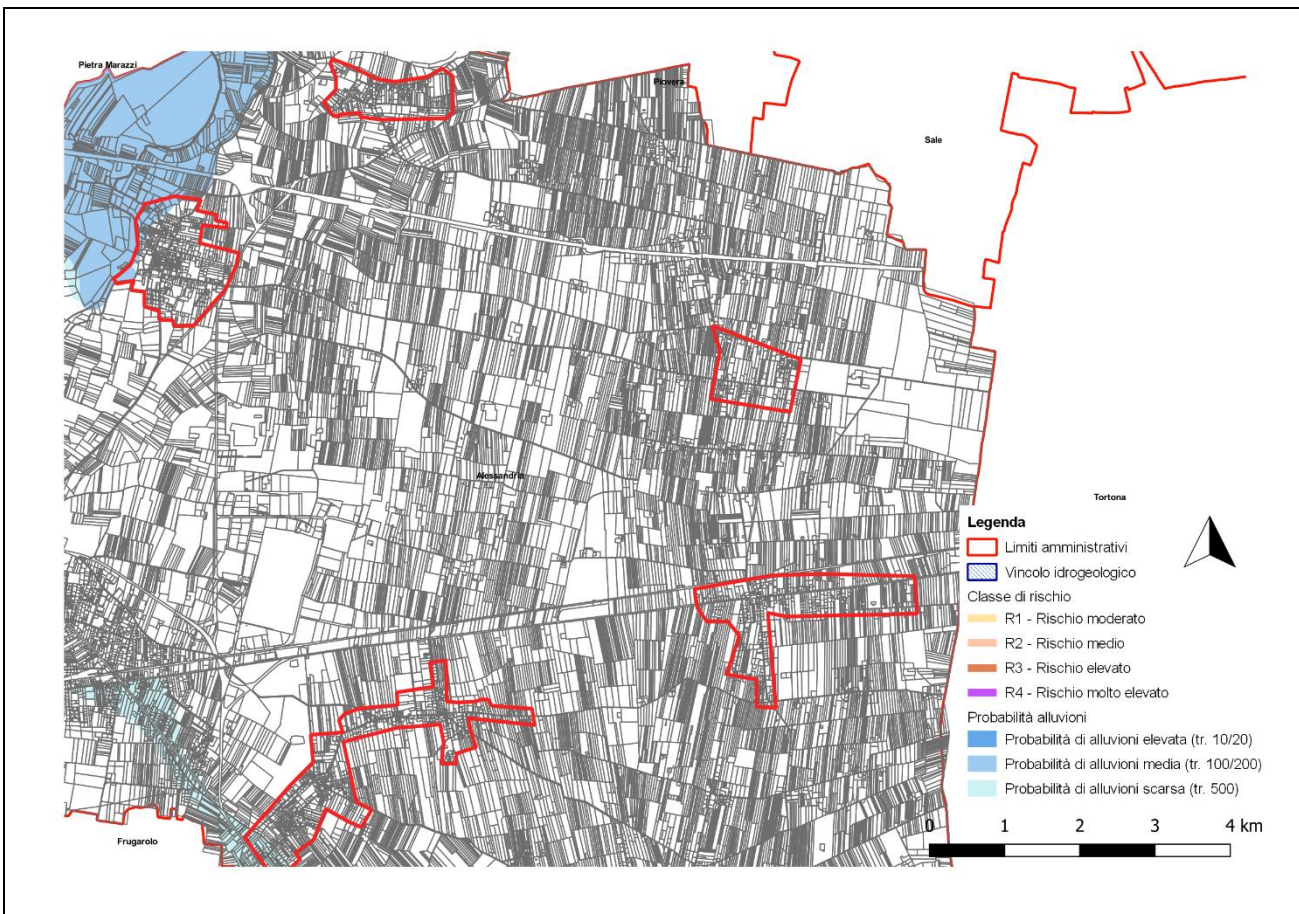 Pietra Marazzi
Piovera
Sale
Alessandria
Tortona
Frugarolo
Legenda
Limiti amministrativi
Vincolo idrogeologico
Classe di rischio
R1 - Rischio moderato
R2 - Rischio medio
R3 - Rischio elevato
R4 - Rischio molto elevato
Probabilità alluvioni
Probabilità di alluvioni elevata (tr. 10/20)
Probabilità di alluvioni media (tr. 100/200)
Probabilità di alluvioni scarsa (tr. 500)
0 1 2 3 4 km